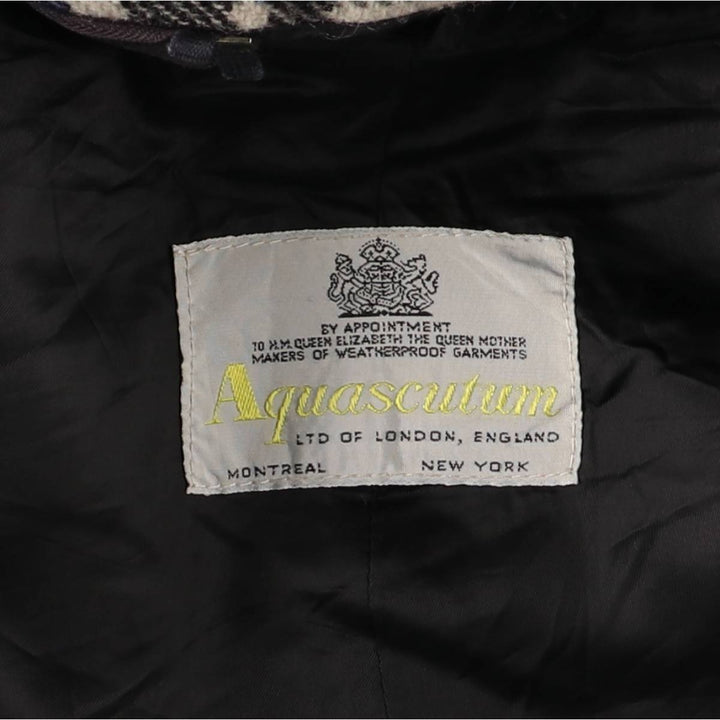 BY APPOINTMENT
TO H.M. QUEEN ELIZABETH THE QUEEN MOTHER
MAKERS OF WEATHERPROOF GARMENTS
Aquascutum
LTD OF LONDON, ENGLAND
MONTREAL NEW YORK